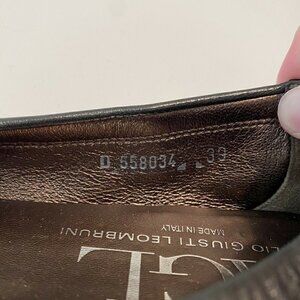 D 558034 39
LIO GIUSTI LEOMBRUNI
MADE IN ITALY
AGL